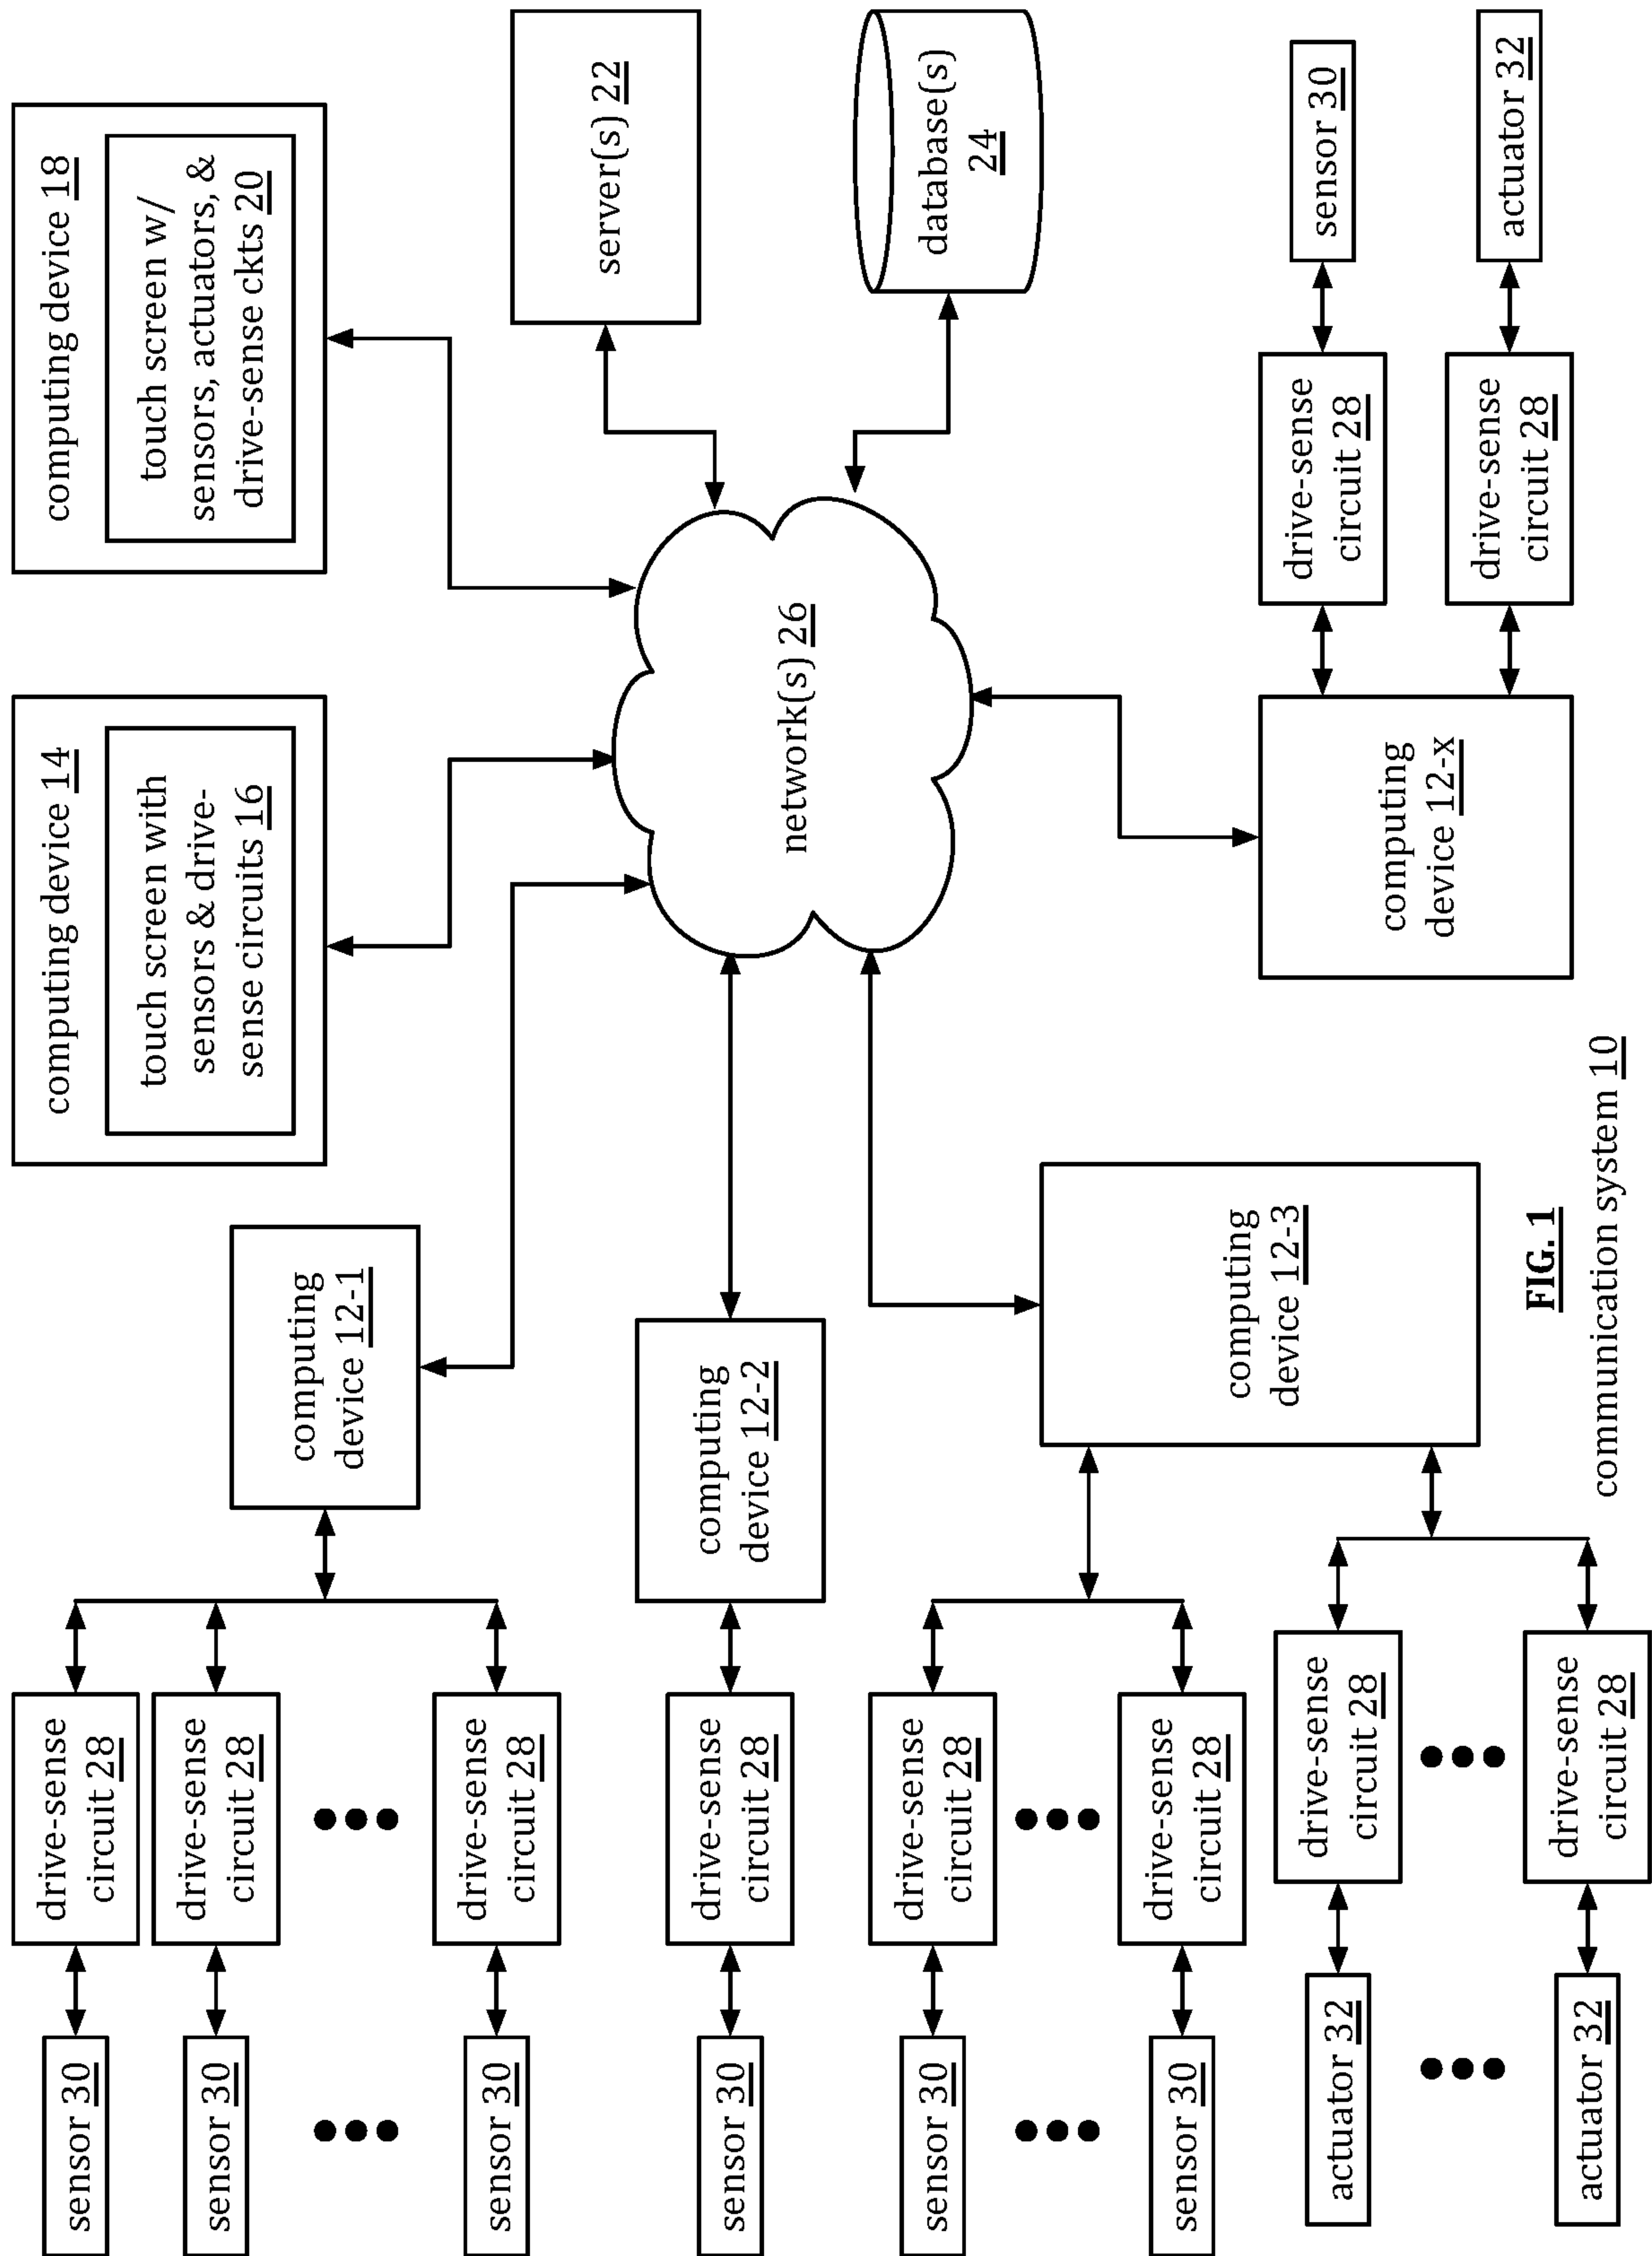 sensor 30
drive-sense
circuit 28
sensor 30
drive-sense
circuit 28
sensor 30
drive-sense
circuit 28
computing
device 12-1
computing device 14
touch screen with
sensors & drive-
sense circuits 16
computing device 18
touch screen w/
sensors, actuators, &
drive-sense ckts 20
sensor 30
drive-sense
circuit 28
computing
device 12-2
network(s) 26
server(s) 22
database(s)
24
sensor 30
drive-sense
circuit 28
sensor 30
drive-sense
circuit 28
computing
device 12-3
actuator 32
drive-sense
circuit 28
actuator 32
drive-sense
circuit 28
computing
device 12-x
drive-sense
circuit 28
sensor 30
drive-sense
circuit 28
actuator 32
FIG. 1
communication system 10